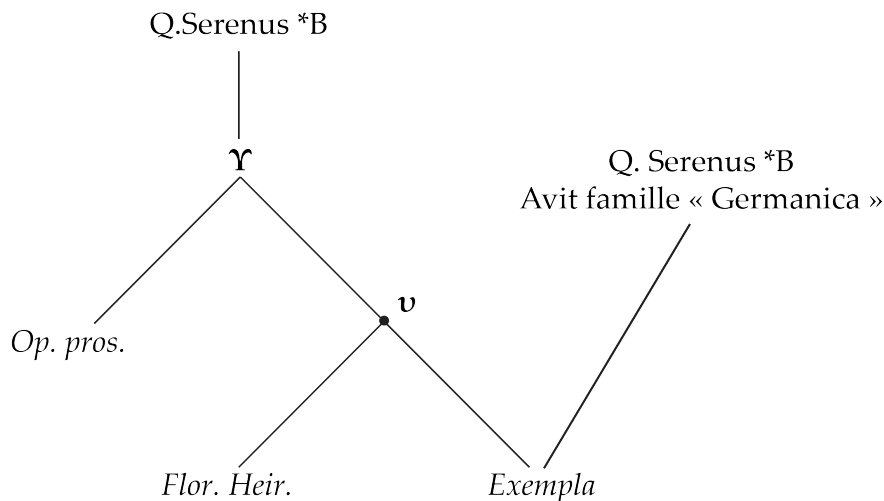 Q.Serenus *B
ϒ
Q. Serenus *B
Avit famille « Germanica »
υ
Op. pros.
Flor. Heir.
Exempla